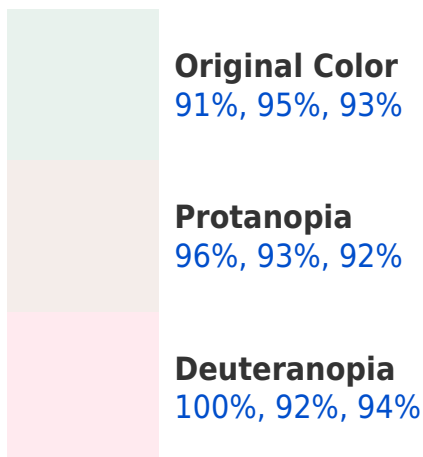 Original Color
91%, 95%, 93%
Protanopia
96%, 93%, 92%
Deuteranopia
100%, 92%, 94%